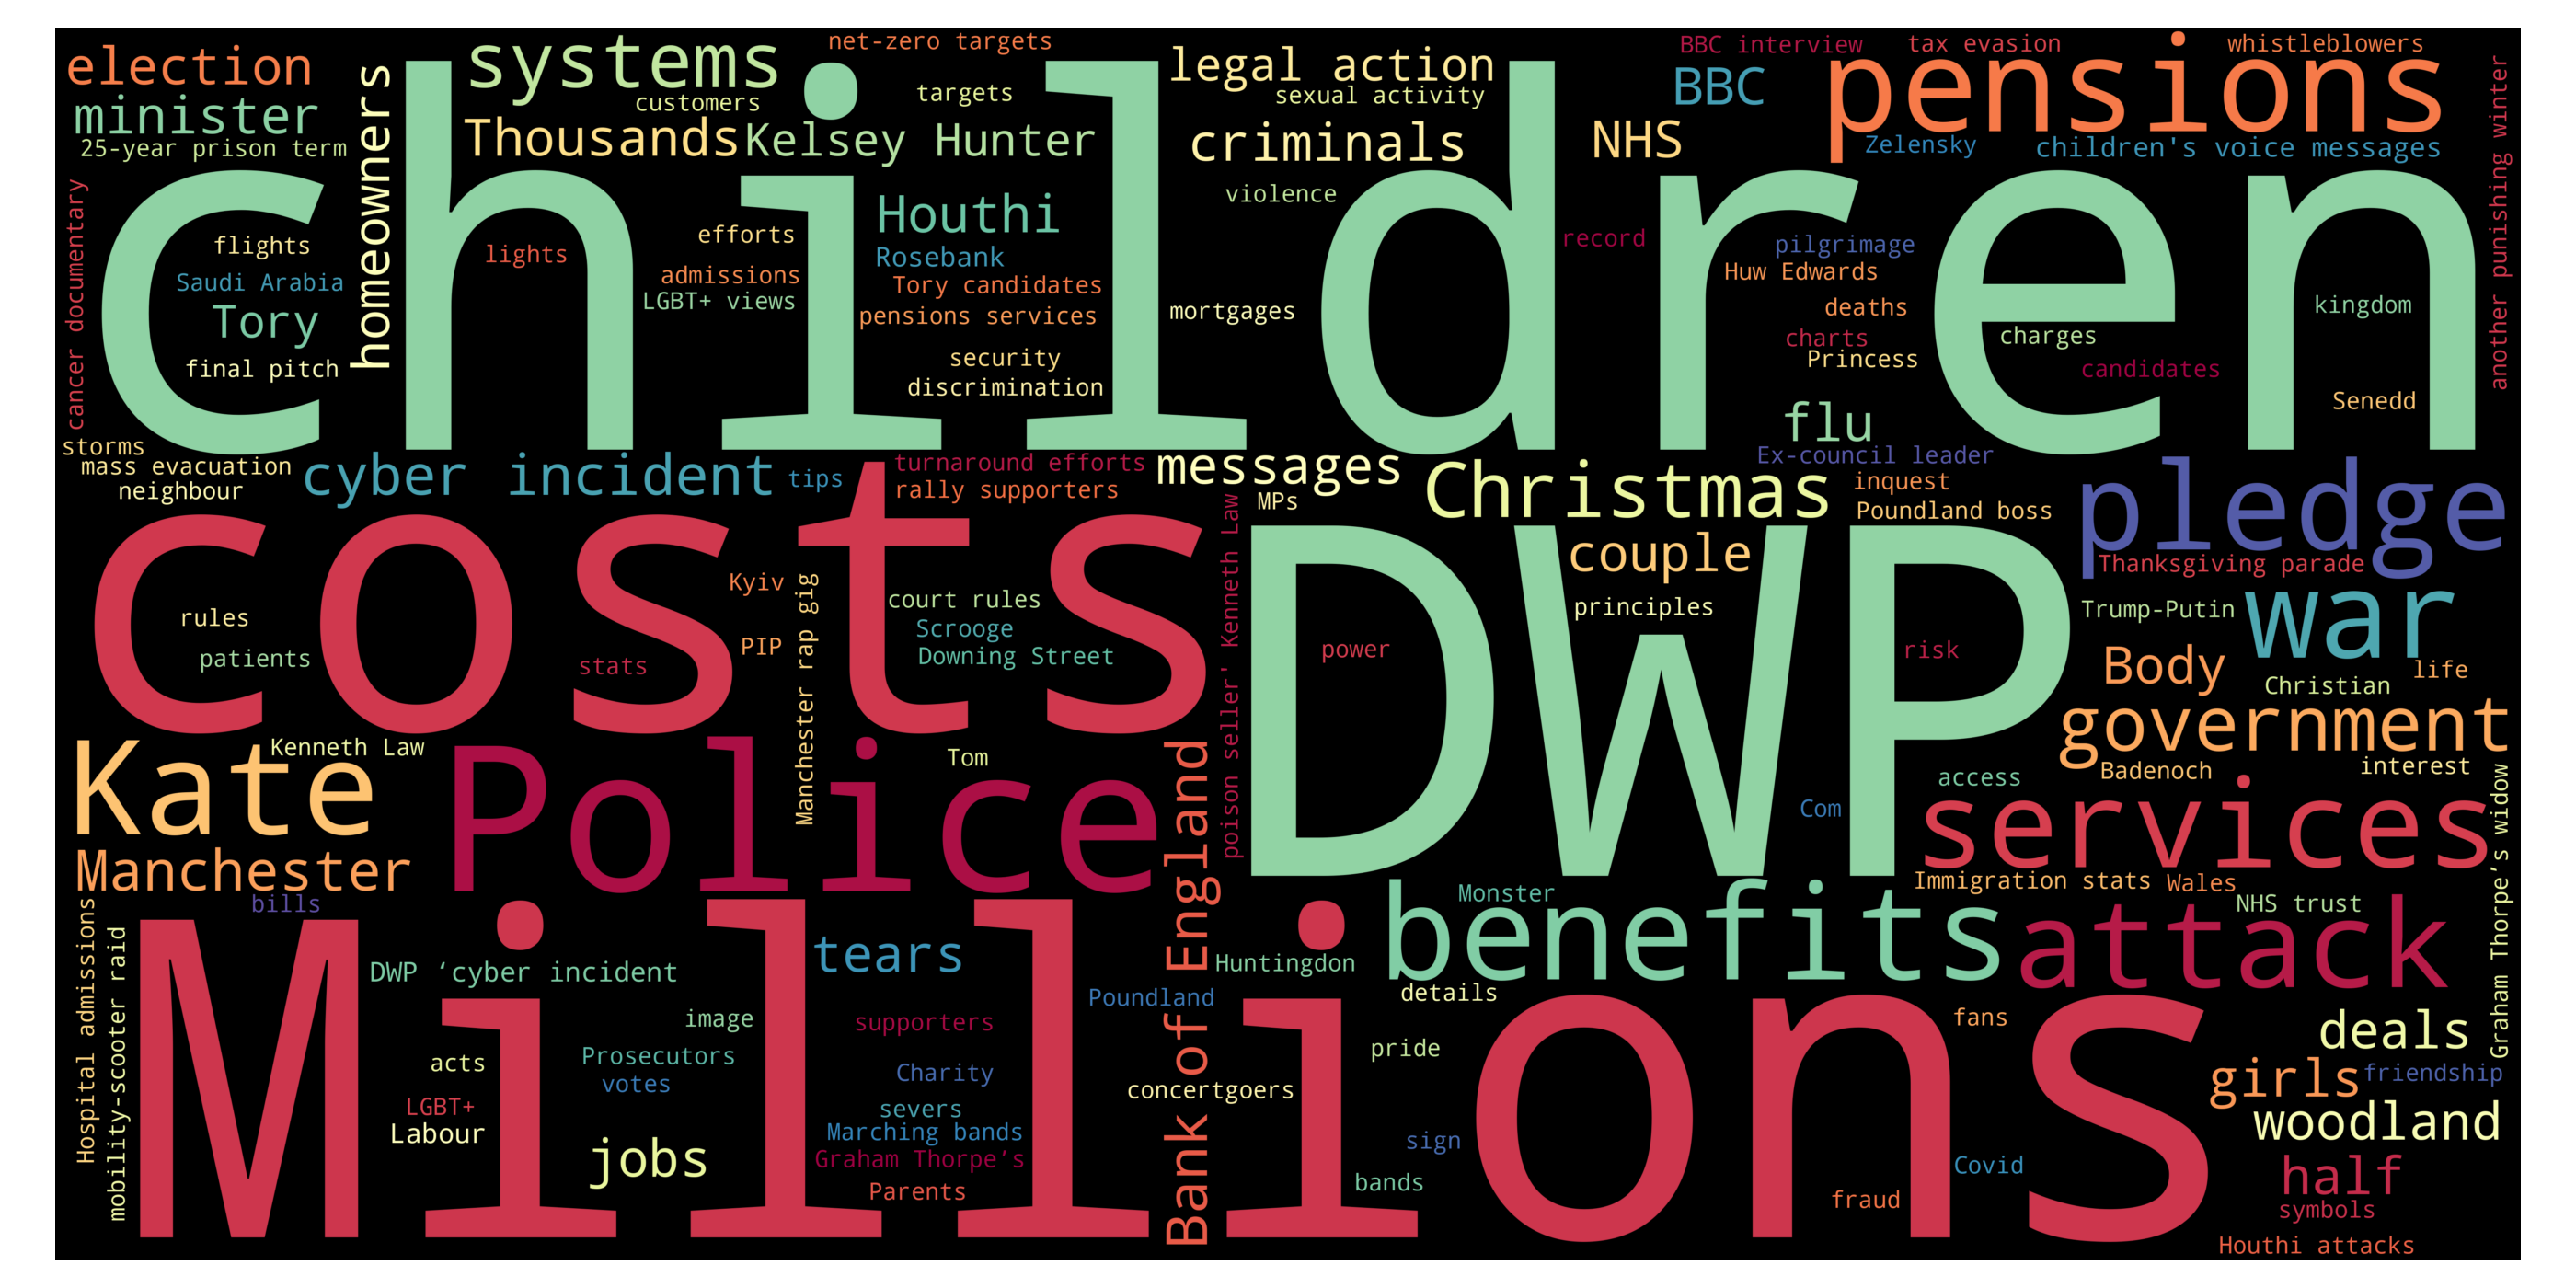 election
minister
25-year prison term
homeowners
systems
customers
net-zero targets
targets
Thousands
Kelsey Hunter
legal action
sexual activity
criminals
violence
BBC interview
tax evasion
whistleblowers
BBC
NHS
pensions
Zelensky
children's voice messages
another punishing winter
cancer documentary
children
flights
Saudi Arabia
Tory
final pitch
lights
efforts
admissions
LGBT+ views
Houthi
Rosebank
Tory candidates
pensions services
security
discrimination
mortgages
record
pilgrimage
Huw Edwards
deaths
charts
Princess
charges
candidates
kingdom
Senedd
flu
storms
mass evacuation
neighbour
cyber incident
tips
turnaround efforts
rally supporters
messages
MPs
Christmas
Ex-council leader
inquest
Poundland boss
pledge
Thanksgiving parade
costs
rules
patients
stats
Kyiv
PIP
Manchester rap gig
court rules
Scrooge
Downing Street
poison seller' Kenneth Law
DWP
couple
principles
power
risk
Trump-Putin
war
Body
life
Christian
government
Badenoch
interest
access
Com
services
Graham Thorpe’s widow
Kate
Kenneth Law
Police
Tom
Bank of England
Manchester
bills
Immigration stats
Wales
Monster
benefits
attack
NHS trust
Hospital admissions
mobility-scooter raid
Millions
DWP ‘cyber incident
tears
Huntingdon
details
Poundland
image
supporters
acts
Prosecutors
votes
Charity
concertgoers
pride
fans
deals
girls
friendship
LGBT+
Labour
severs
Marching bands
Graham Thorpe’s
Parents
jobs
sign
bands
Covid
fraud
woodland
half
symbols
Houthi attacks